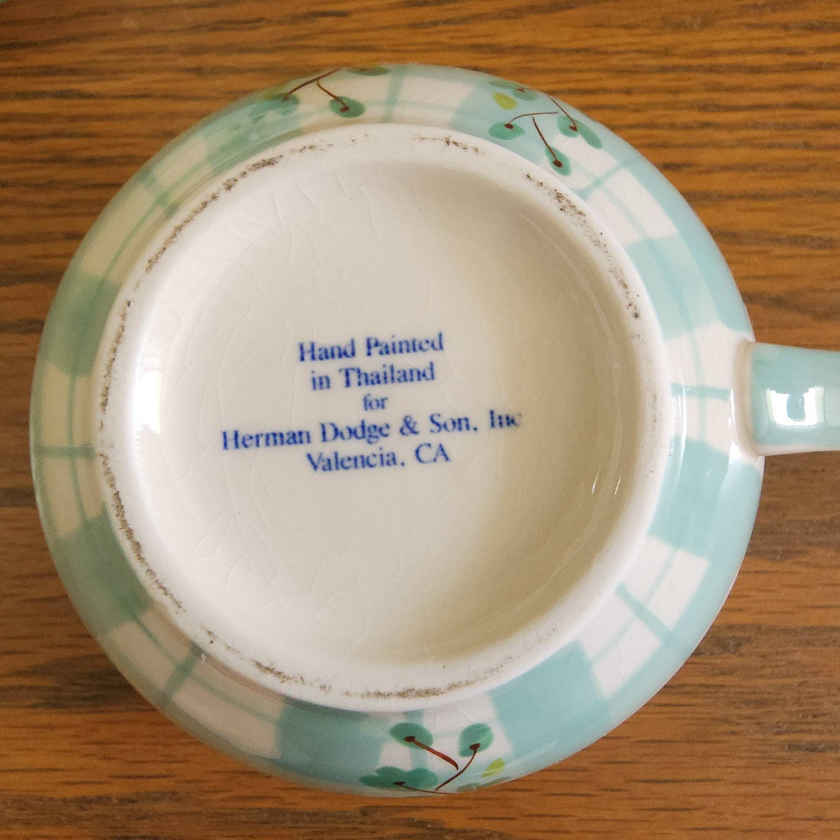 Hand Painted
in Thailand
for
Herman Dodge & Son, Inc
Valencia, CA